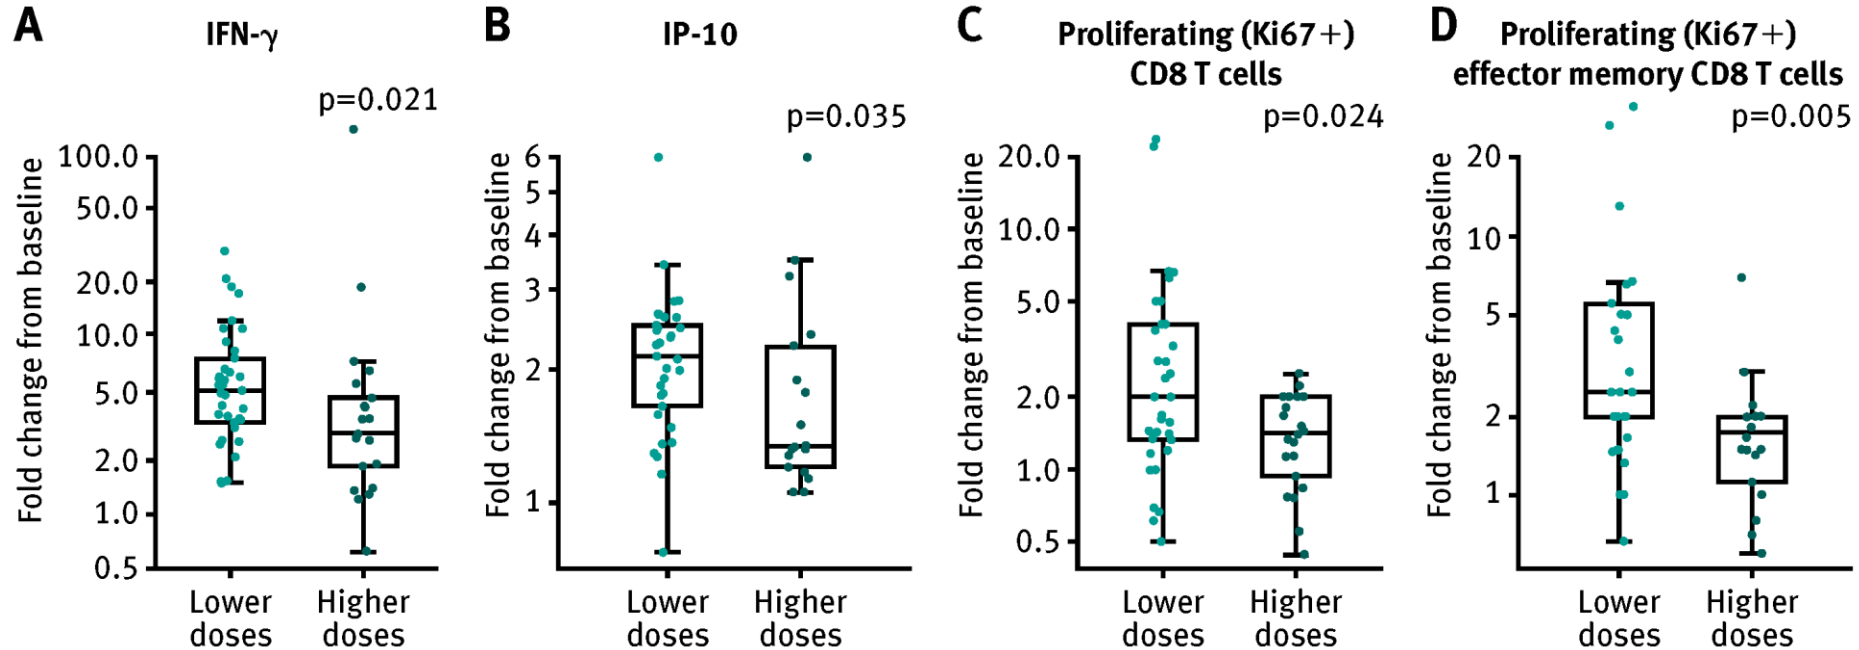 A
IFN-γ
p=0.021
Fold change from baseline
100.0
50.0
20.0
10.0
5.0
2.0
1.0
0.5
Lower
doses
Higher
doses
B
IP-10
p=0.035
Fold change from baseline
6
5
4
3
2
1
Lower
doses
Higher
doses
C
Proliferating (Ki67+)
CD8 T cells
p=0.024
Fold change from baseline
20.0
10.0
5.0
2.0
1.0
0.5
Lower
doses
Higher
doses
D
Proliferating (Ki67+)
effector memory CD8 T cells
p=0.005
Fold change from baseline
20
10
5
2
1
Lower
doses
Higher
doses